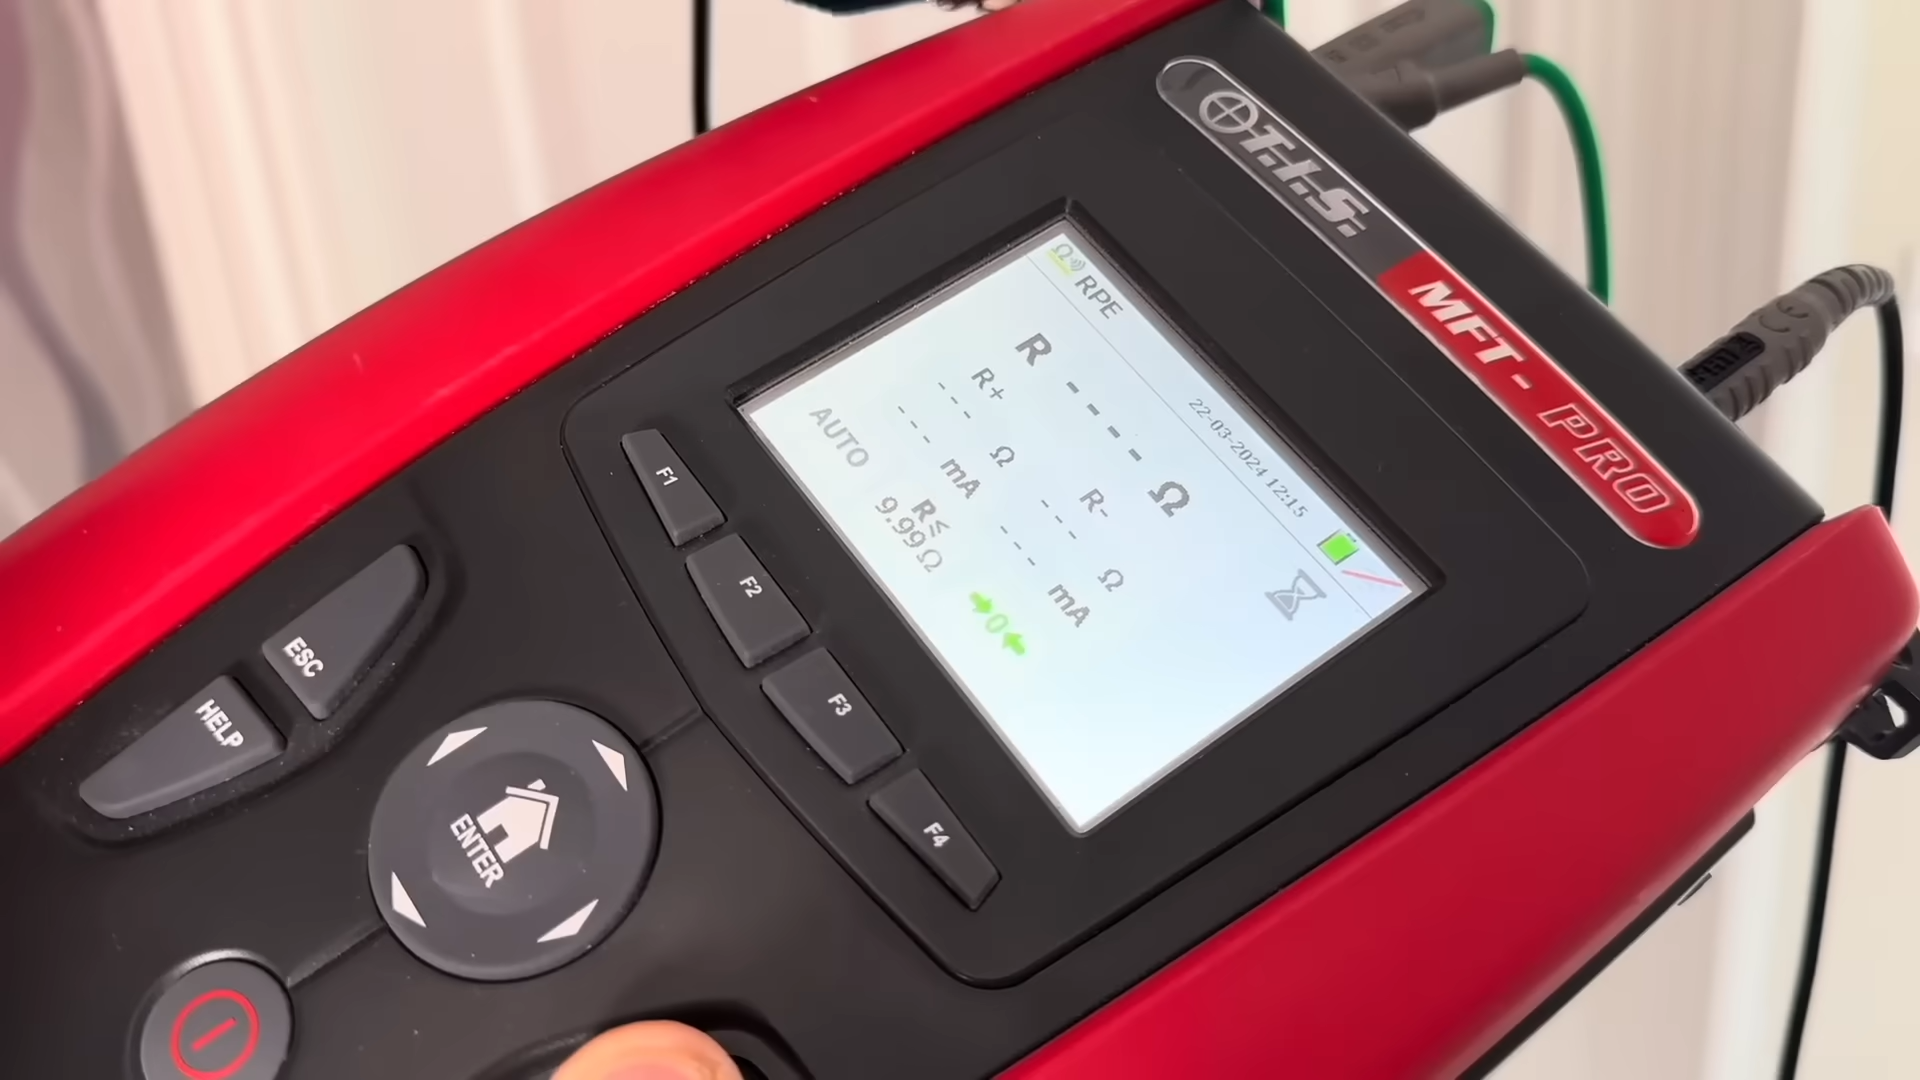 T.I.S.
MFT - PRO
RPE
22-03-2024 12:15
R - - - - Ω
R+
R-
- - - Ω
- - - Ω
- - - mA
- - - mA
AUTO
R≤
9.99Ω
→0←
F1
F2
F3
F4
ESC
HELP
ENTER